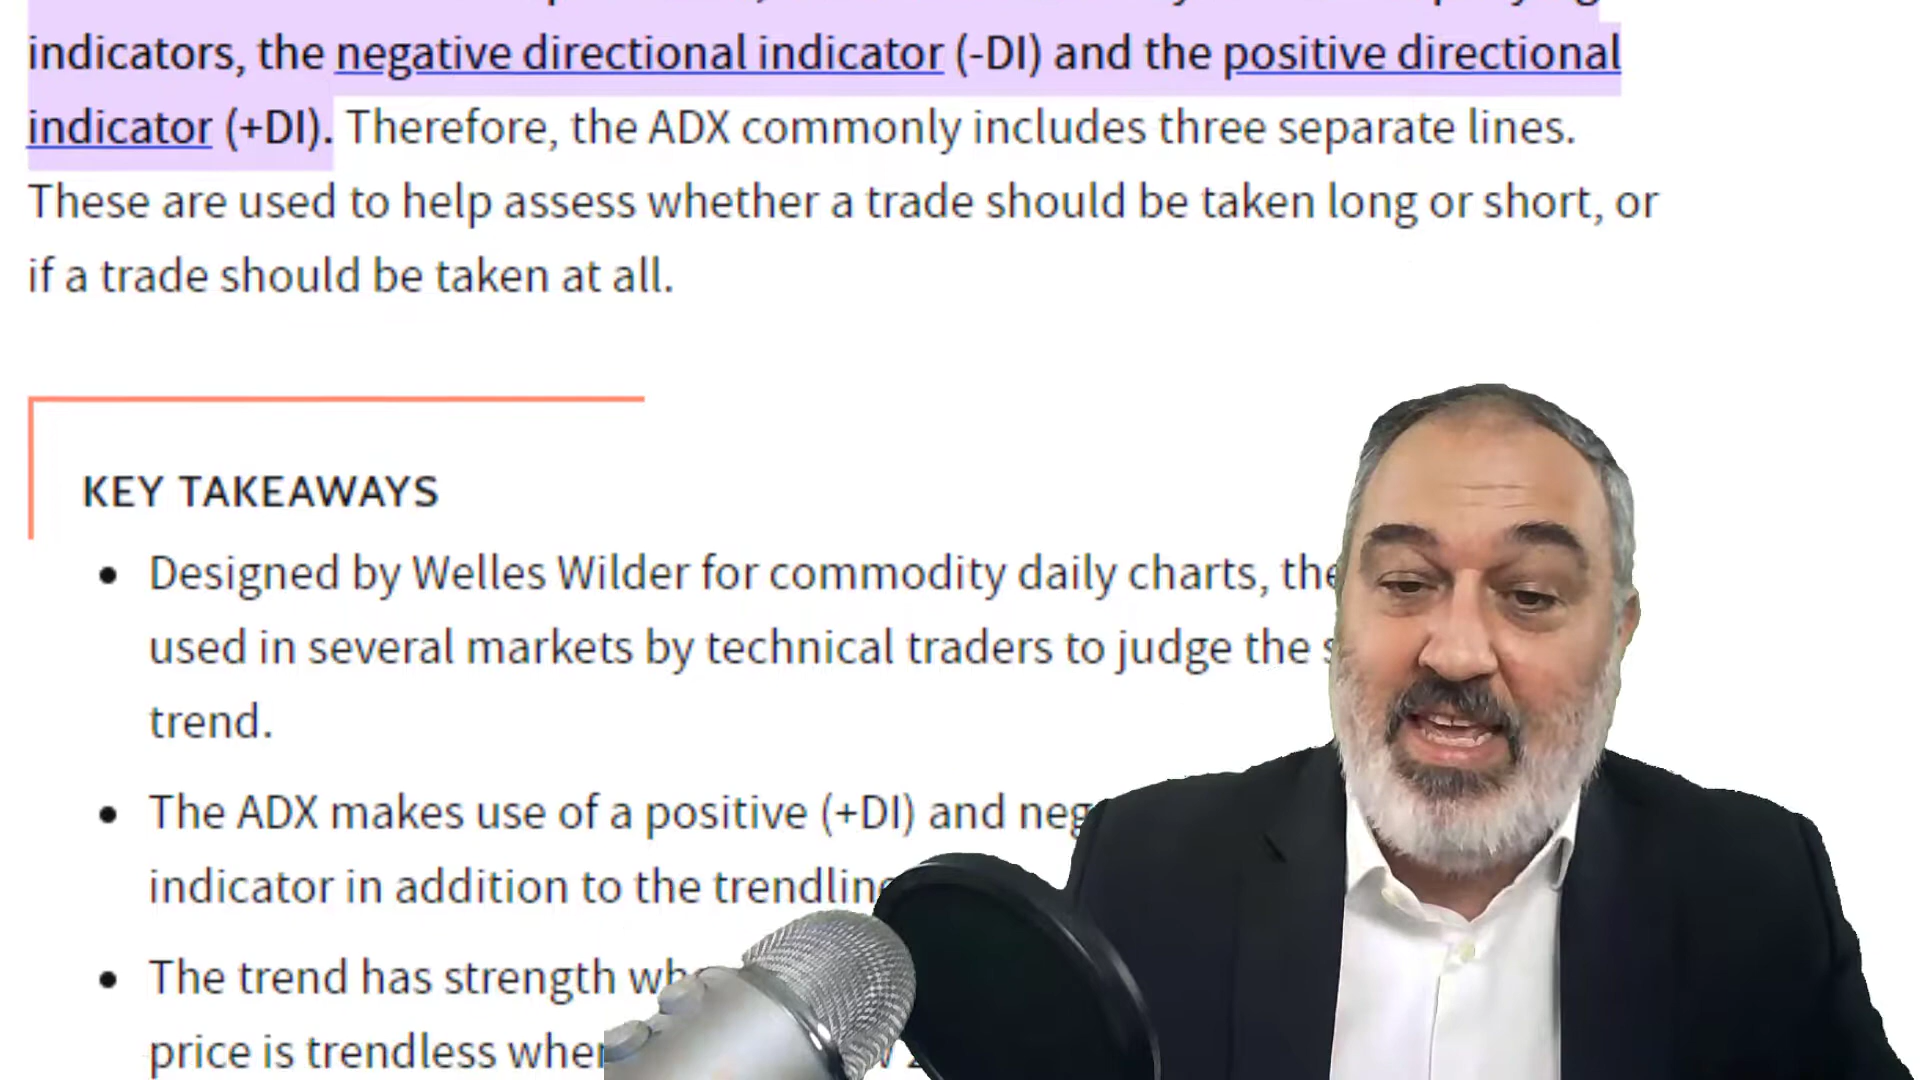 indicators, the negative directional indicator (-DI) and the positive directional
indicator (+DI). Therefore, the ADX commonly includes three separate lines.
These are used to help assess whether a trade should be taken long or short, or
if a trade should be taken at all.
KEY TAKEAWAYS
Designed by Welles Wilder for commodity daily charts, the
used in several markets by technical traders to judge the
trend.
The ADX makes use of a positive (+DI) and
indicator in addition to the
The trend has strength
price is trendless